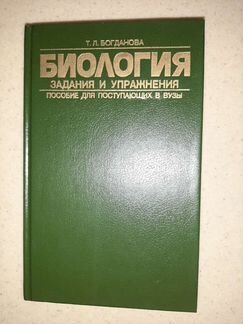 Т. Л. БОГДАНОВА
БИОЛОГИЯ
ЗАДАНИЯ И УПРАЖНЕНИЯ
ПОСОБИЕ ДЛЯ ПОСТУПАЮЩИХ В ВУЗЫ